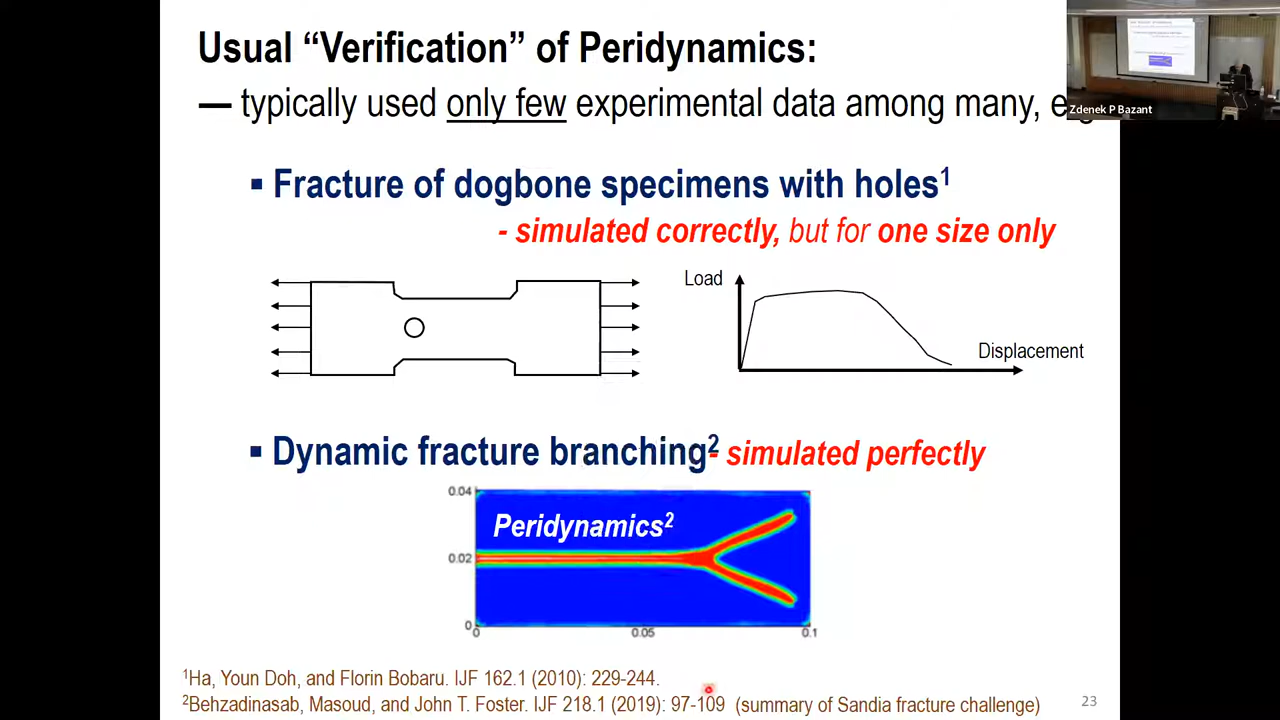 Usual “Verification” of Peridynamics:
— typically used only few experimental data among many,
Zdenek P Bazant
▪ Fracture of dogbone specimens with holes¹
- simulated correctly, but for one size only
Load
Displacement
▪ Dynamic fracture branching²- simulated perfectly
0.04
Peridynamics²
0.02
0
0
0.05
0.1
¹Ha, Youn Doh, and Florin Bobaru. IJF 162.1 (2010): 229-244.
²Behzadinasab, Masoud, and John T. Foster. IJF 218.1 (2019): 97-109 (summary of Sandia fracture challenge)
23